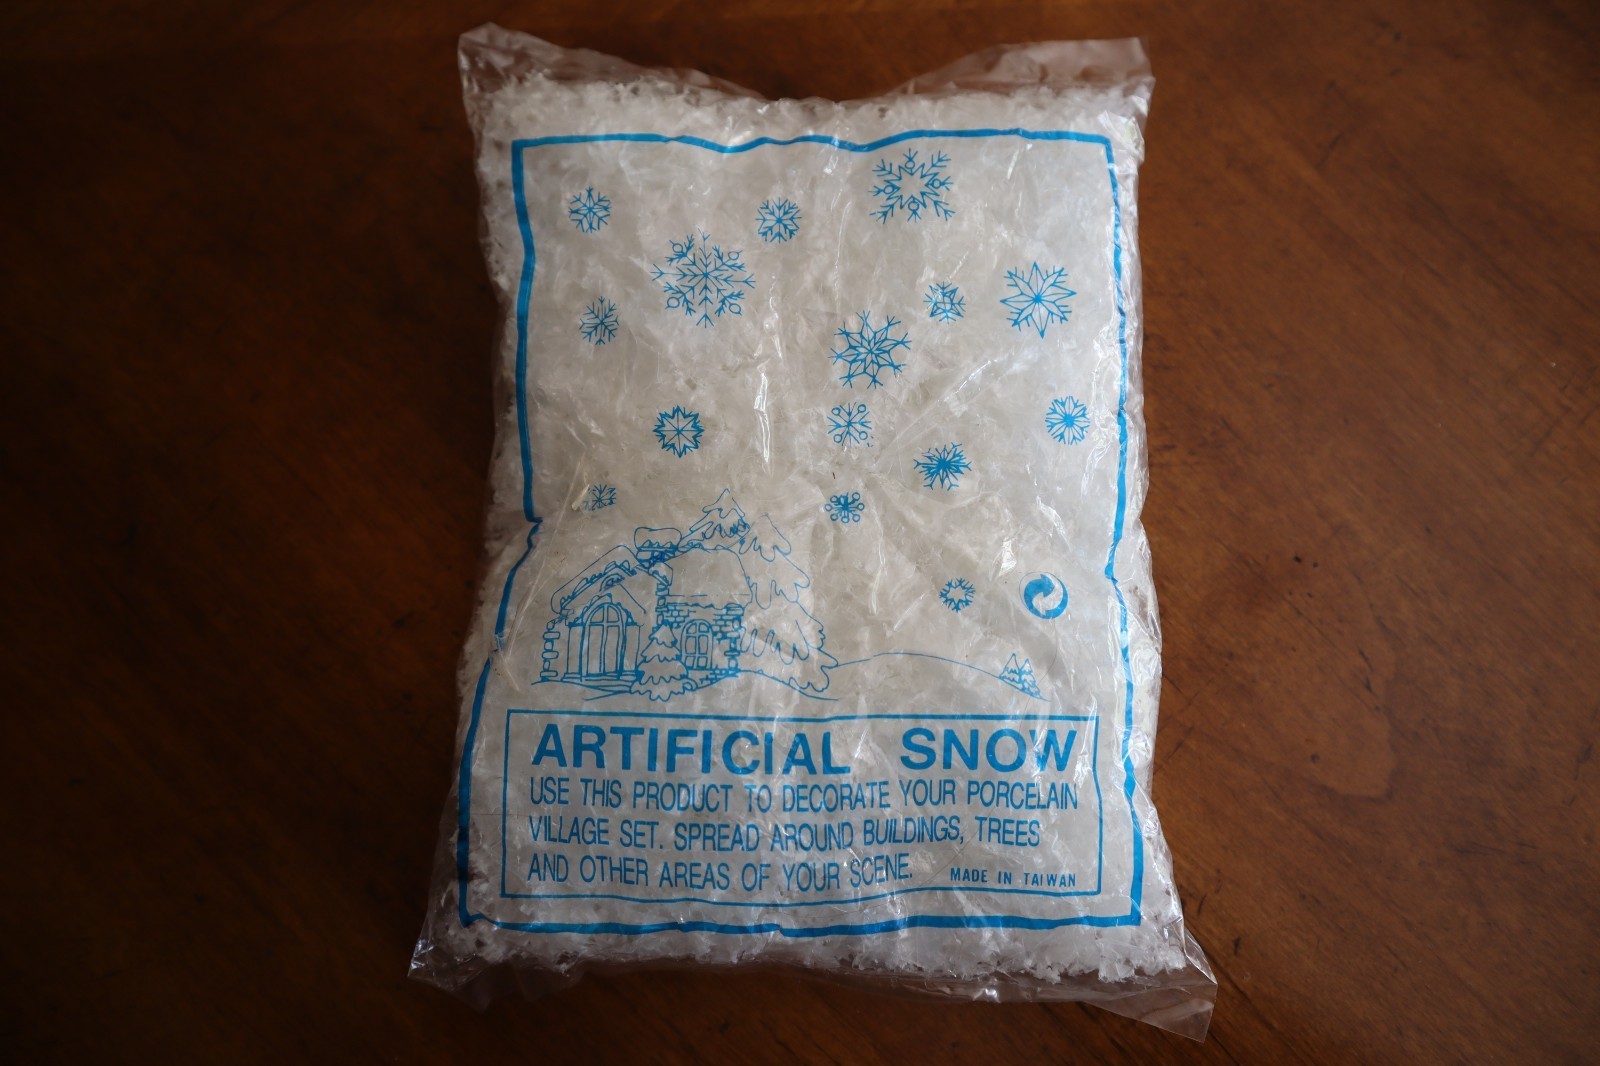 ARTIFICIAL SNOW
USE THIS PRODUCT TO DECORATE YOUR PORCELAIN
VILLAGE SET. SPREAD AROUND BUILDINGS, TREES
AND OTHER AREAS OF YOUR SCENE. MADE IN TAIWAN